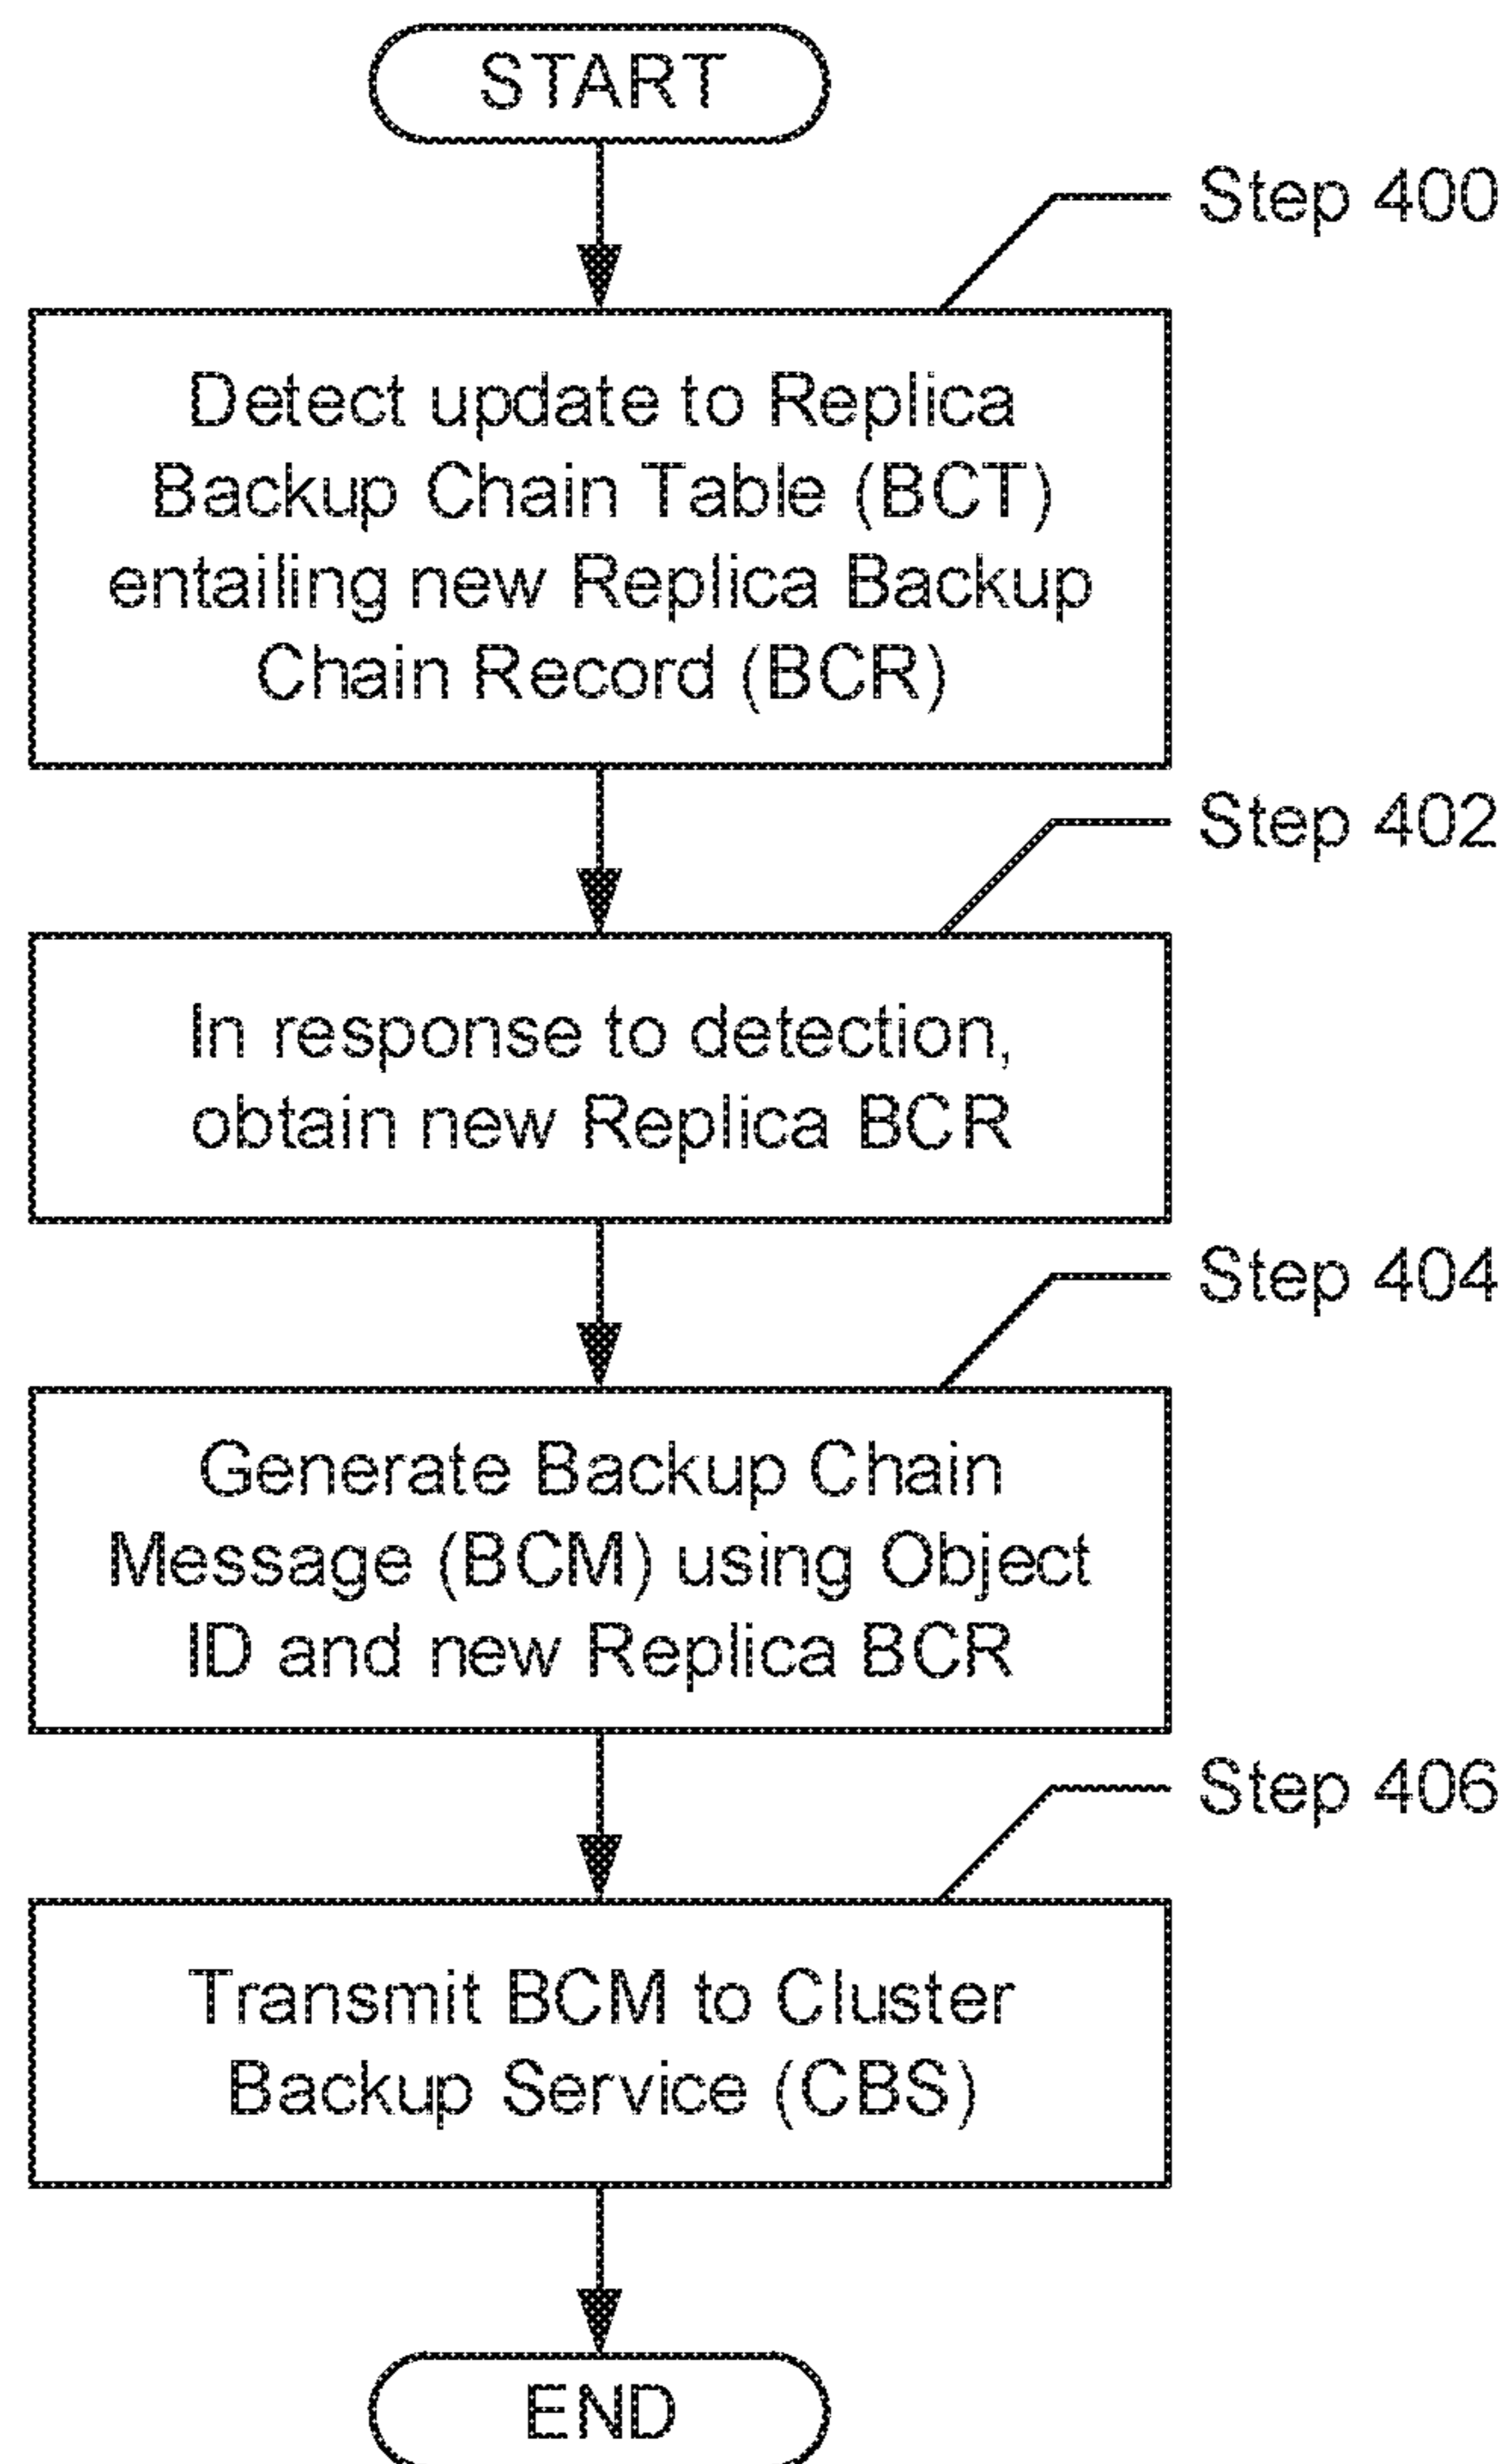 START
Step 400
Detect update to Replica
Backup Chain Table (BCT)
entailing new Replica Backup
Chain Record (BCR)
Step 402
In response to detection,
obtain new Replica BCR
Step 404
Generate Backup Chain
Message (BCM) using Object
ID and new Replica BCR
Step 406
Transmit BCM to Cluster
Backup Service (CBS)
END